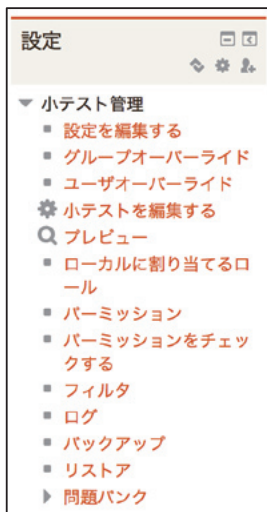 設定
小テスト管理
設定を編集する
グループオーバーライド
ユーザオーバーライド
小テストを編集する
プレビュー
ローカルに割り当てるロ
ール
パーミッション
パーミッションをチェッ
クする
フィルタ
ログ
バックアップ
リストア
問題バンク